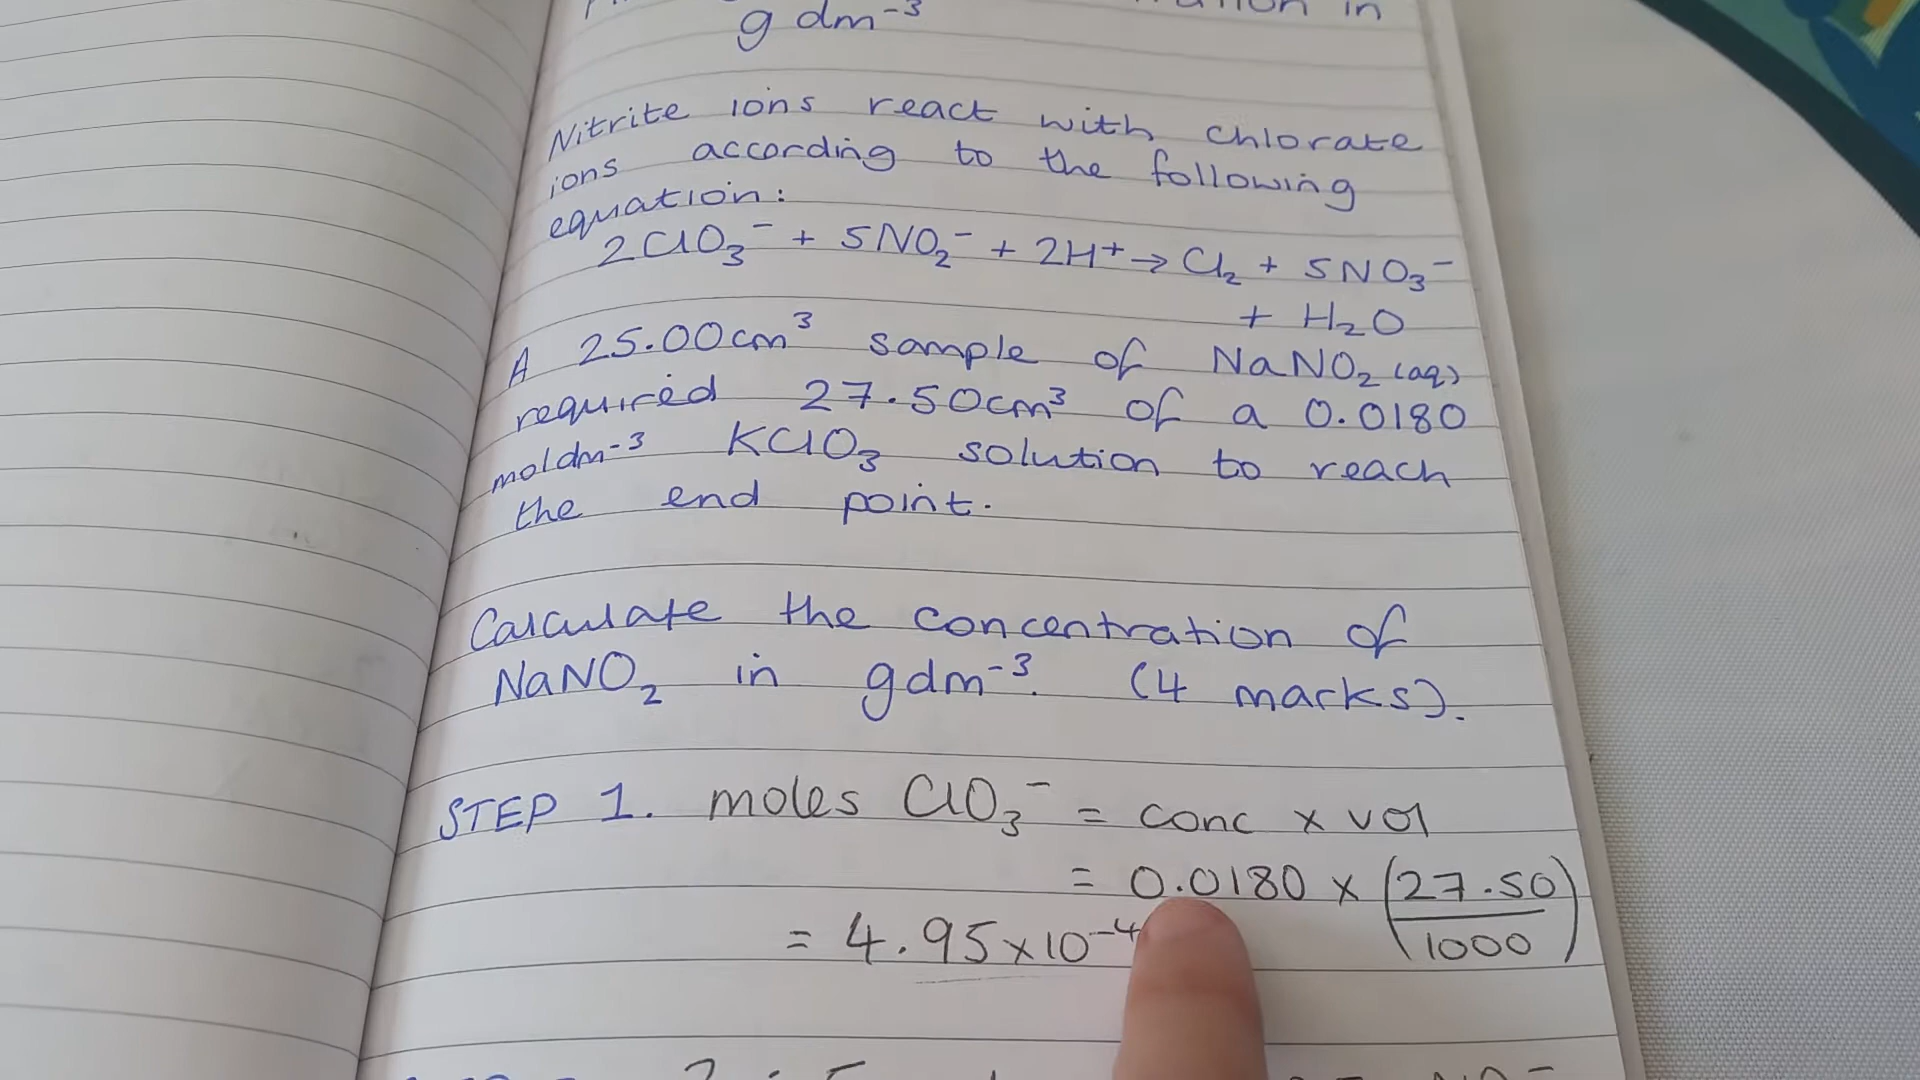 in
g dm⁻³
Nitrite ions react with chlorate
ions according to the following
equation:
2ClO₃⁻ + 5NO₂⁻ + 2H⁺ → Cl₂ + 5NO₃⁻
+ H₂O
A 25.00cm³ sample of NaNO₂(aq)
required 27.50cm³ of a 0.0180
moldm⁻³ KClO₃ solution to reach
the end point.
Calculate the concentration of
NaNO₂ in gdm⁻³. (4 marks).
STEP 1. moles ClO₃⁻ = conc x vol
= 0.0180 x (27.50/1000)
= 4.95x10⁻⁴